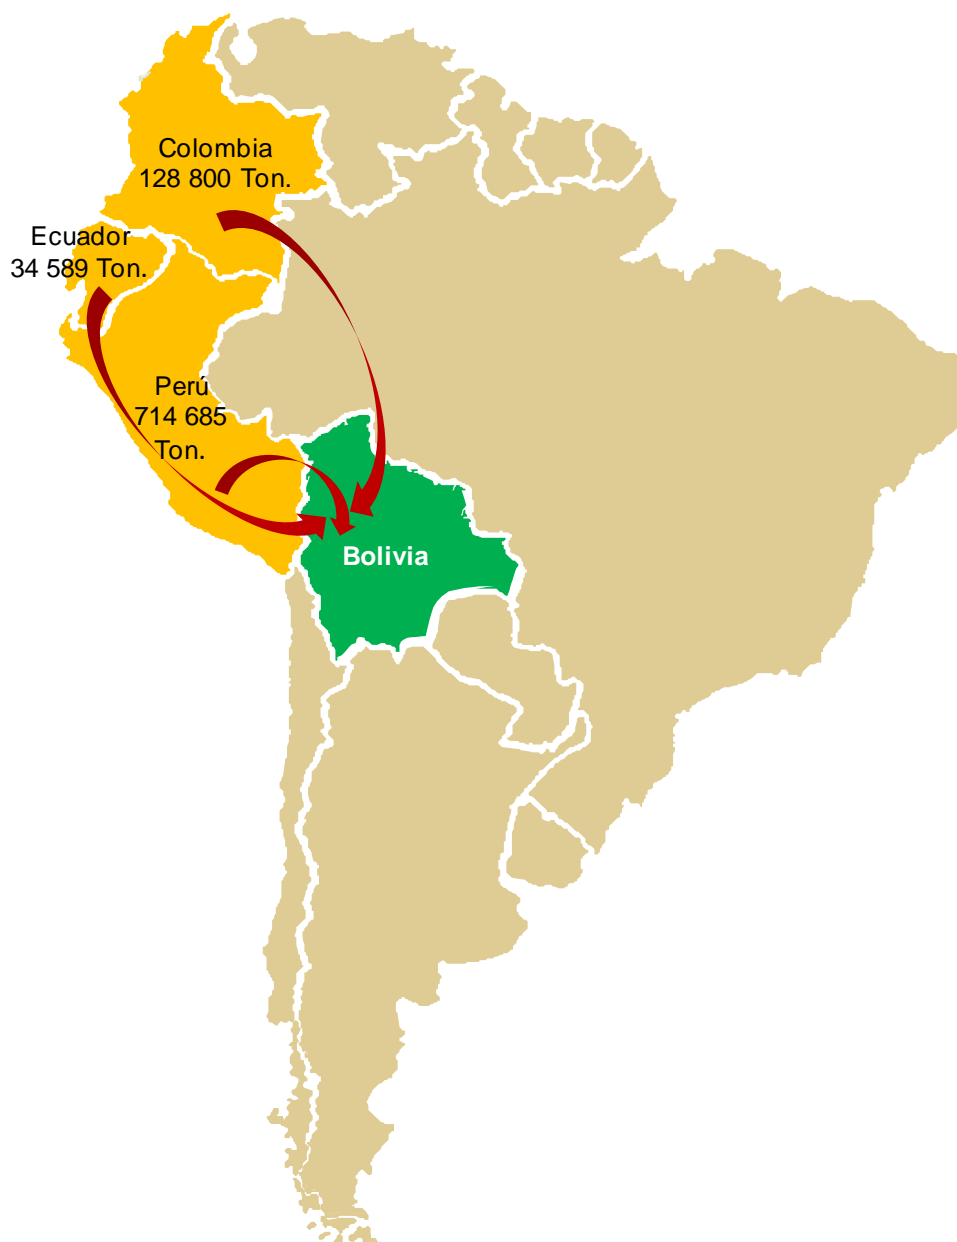 Colombia
128 800 Ton.
Ecuador
34 589 Ton.
Perú
714 685
Ton.
Bolivia